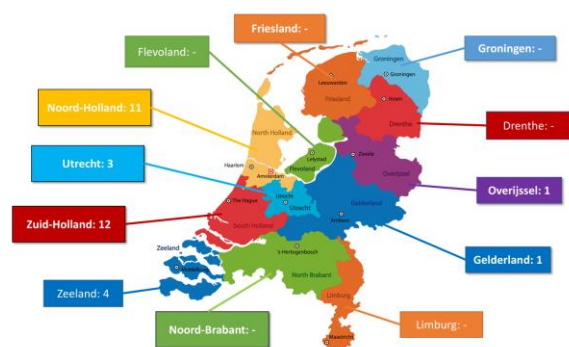 Friesland: -
Flevoland: -
Groningen: -
Groningen
Groningen
Leeuwarden
Friesland
Assen
Noord-Holland: 11
Drenthe
Drenthe: -
North Holland
Lelystad
Zwolle
Utrecht: 3
Haarlem
Flevoland
Overijssel
Amsterdam
Overijssel: 1
Utrecht
Utrecht
Gelderland
The Hague
Arnhem
Zuid-Holland: 12
South Holland
Zeeland
's Hertogenbosch
Gelderland: 1
Middelburg
North Brabant
Zeeland: 4
Limburg
Noord-Brabant: -
Limburg: -
Maastricht